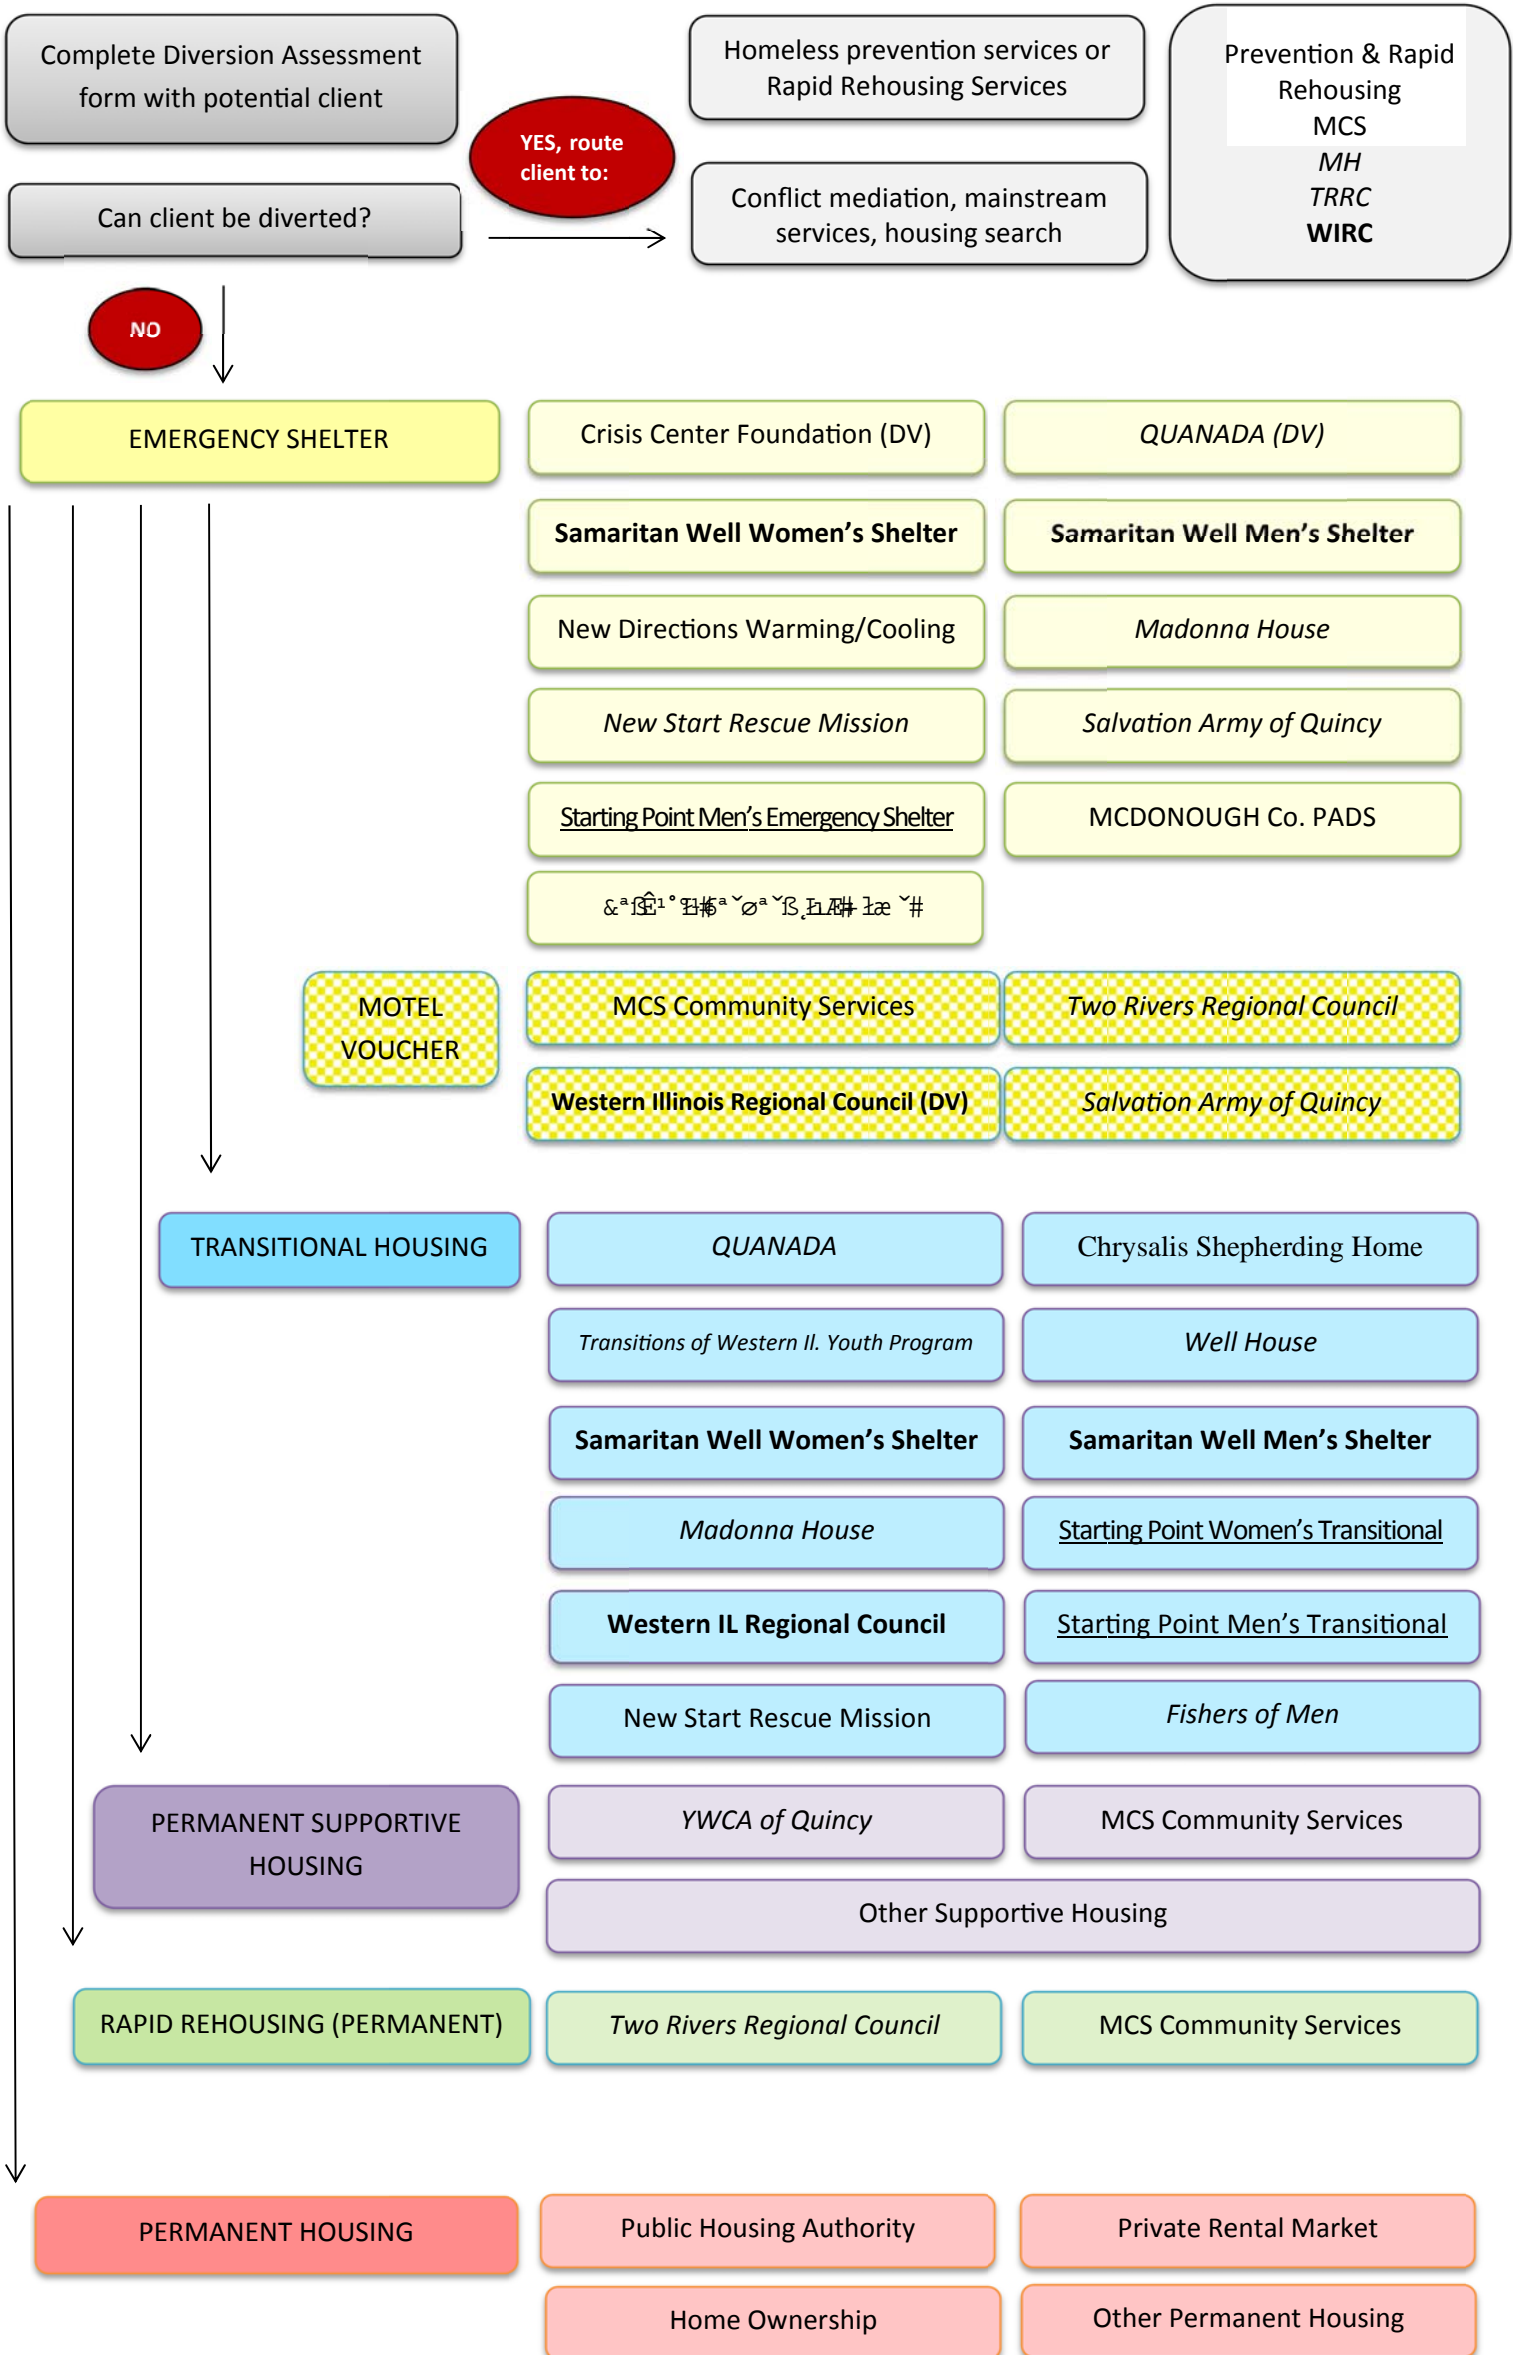 Complete Diversion Assessment
form with potential client
Homeless prevention services or
Rapid Rehousing Services
Prevention & Rapid
Rehousing
MCS
MH
TRRC
WIRC
YES, route
client to:
Can client be diverted?
Conflict mediation, mainstream
services, housing search
NO
EMERGENCY SHELTER
Crisis Center Foundation (DV)
QUANADA (DV)
Samaritan Well Women’s Shelter
Samaritan Well Men’s Shelter
New Directions Warming/Cooling
Madonna House
New Start Rescue Mission
Salvation Army of Quincy
Starting Point Men’s Emergency Shelter
MCDONOUGH Co. PADS
MOTEL
VOUCHER
MCS Community Services
Two Rivers Regional Council
Western Illinois Regional Council (DV)
Salvation Army of Quincy
TRANSITIONAL HOUSING
QUANADA
Chrysalis Shepherding Home
Transitions of Western Il. Youth Program
Well House
Samaritan Well Women’s Shelter
Samaritan Well Men’s Shelter
Madonna House
Starting Point Women’s Transitional
Western IL Regional Council
Starting Point Men’s Transitional
New Start Rescue Mission
Fishers of Men
PERMANENT SUPPORTIVE
HOUSING
YWCA of Quincy
MCS Community Services
Other Supportive Housing
RAPID REHOUSING (PERMANENT)
Two Rivers Regional Council
MCS Community Services
PERMANENT HOUSING
Public Housing Authority
Private Rental Market
Home Ownership
Other Permanent Housing